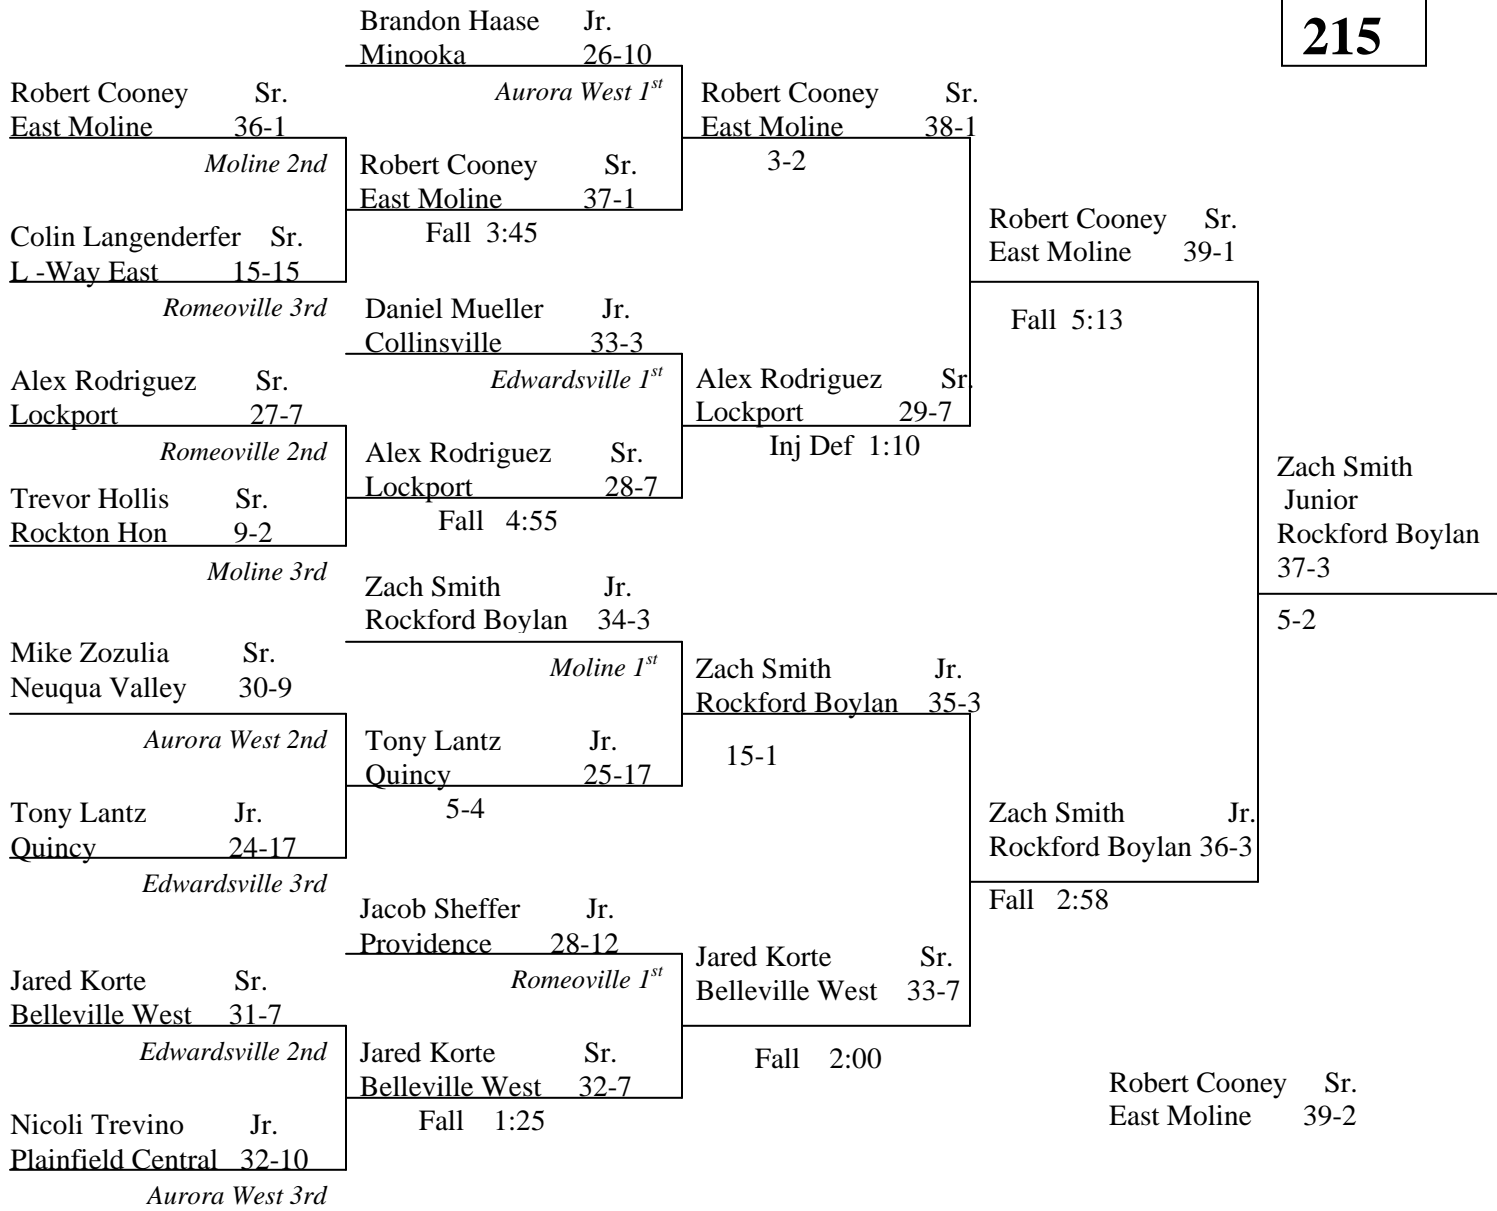 215
Robert Cooney Sr.
East Moline 36-1
Moline 2nd
Colin Langenderfer Sr.
L -Way East 15-15
Romeoville 3rd
Alex Rodriguez Sr.
Lockport 27-7
Romeoville 2nd
Trevor Hollis Sr.
Rockton Hon 9-2
Moline 3rd
Mike Zozulia Sr.
Neuqua Valley 30-9
Aurora West 2nd
Tony Lantz Jr.
Quincy 24-17
Edwardsville 3rd
Jared Korte Sr.
Belleville West 31-7
Edwardsville 2nd
Nicoli Trevino Jr.
Plainfield Central 32-10
Aurora West 3rd
Brandon Haase Jr.
Minooka 26-10
Aurora West 1st
Robert Cooney Sr.
East Moline 37-1
Fall 3:45
Daniel Mueller Jr.
Collinsville 33-3
Edwardsville 1st
Alex Rodriguez Sr.
Lockport 28-7
Fall 4:55
Zach Smith Jr.
Rockford Boylan 34-3
Moline 1st
Tony Lantz Jr.
Quincy 25-17
5-4
Jacob Sheffer Jr.
Providence 28-12
Romeoville 1st
Jared Korte Sr.
Belleville West 32-7
Fall 1:25
Robert Cooney Sr.
East Moline 38-1
3-2
Alex Rodriguez Sr.
Lockport 29-7
Inj Def 1:10
Zach Smith Jr.
Rockford Boylan 35-3
15-1
Jared Korte Sr.
Belleville West 33-7
Fall 2:00
Robert Cooney Sr.
East Moline 39-1
Fall 5:13
Zach Smith Jr.
Rockford Boylan 36-3
Fall 2:58
Zach Smith
Junior
Rockford Boylan
37-3
5-2
Robert Cooney Sr.
East Moline 39-2